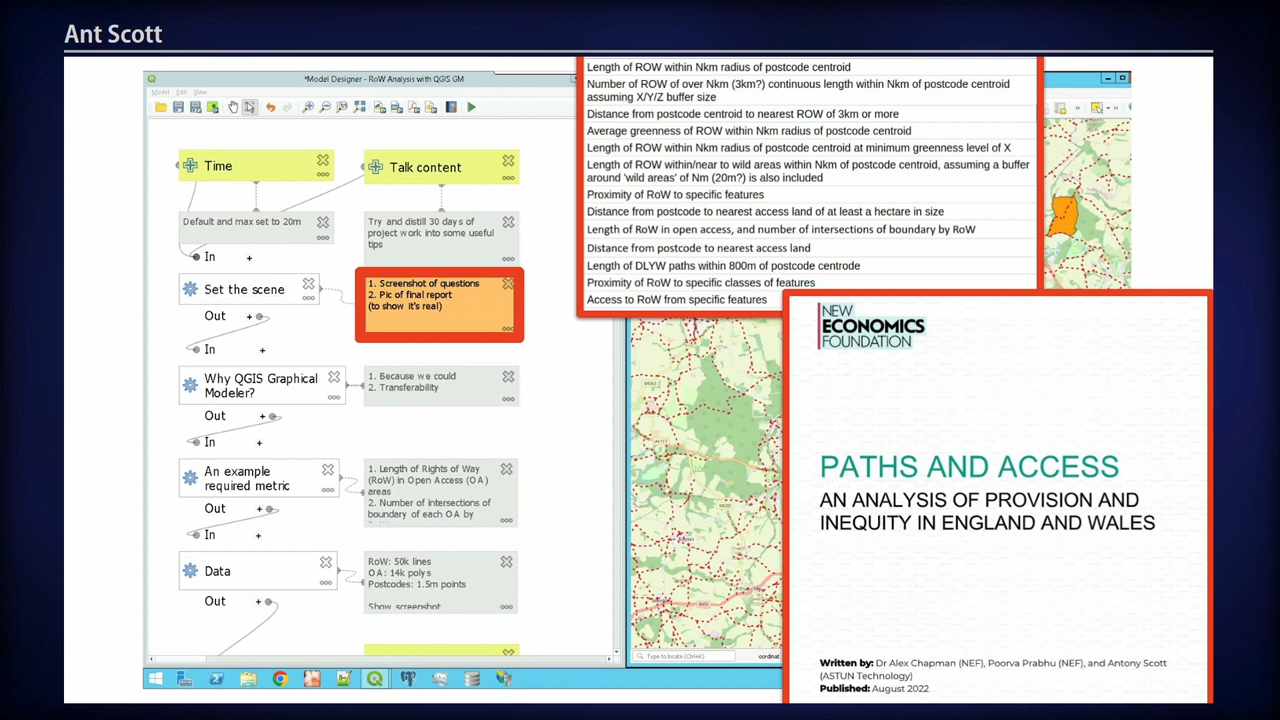 Ant Scott
*Model Designer - RoW Analysis with QGIS GM
Model Edit View
Time
Talk content
Default and max set to 20m
Try and distill 30 days of
project work into some useful
tips
In +
Set the scene
1. Screenshot of questions
2. Pic of final report
(to show it's real)
Out +
In +
Why QGIS Graphical
Modeler?
1. Because we could
2. Transferability
Out +
In +
An example
required metric
1. Length of Rights of Way
(RoW) in Open Access (OA)
areas
2. Number of intersections of
boundary of each OA by
Out +
In +
Data
RoW: 50k lines
OA: 14k polys
Postcodes: 1.5m points
Show screenshot
Out +
Length of ROW within Nkm radius of postcode centroid
Number of ROW of over Nkm (3km?) continuous length within Nkm of postcode centroid
assuming X/Y/Z buffer size
Distance from postcode centroid to nearest ROW of 3km or more
Average greenness of ROW within Nkm radius of postcode centroid
Length of ROW within Nkm radius of postcode centroid at minimum greenness level of X
Length of ROW within/near to wild areas within Nkm of postcode centroid, assuming a buffer
around 'wild areas' of Nm (20m?) is also included
Proximity of RoW to specific features
Distance from postcode to nearest access land of at least a hectare in size
Length of RoW in open access, and number of intersections of boundary by RoW
Distance from postcode to nearest access land
Length of DLYW paths within 800m of postcode centrode
Proximity of RoW to specific classes of features
Access to RoW from specific features
Type to locate (Ctrl+K)
coordinat
NEW
ECONOMICS
FOUNDATION
PATHS AND ACCESS
AN ANALYSIS OF PROVISION AND
INEQUITY IN ENGLAND AND WALES
Written by: Dr Alex Chapman (NEF), Poorva Prabhu (NEF), and Antony Scott
(ASTUN Technology)
Published: August 2022